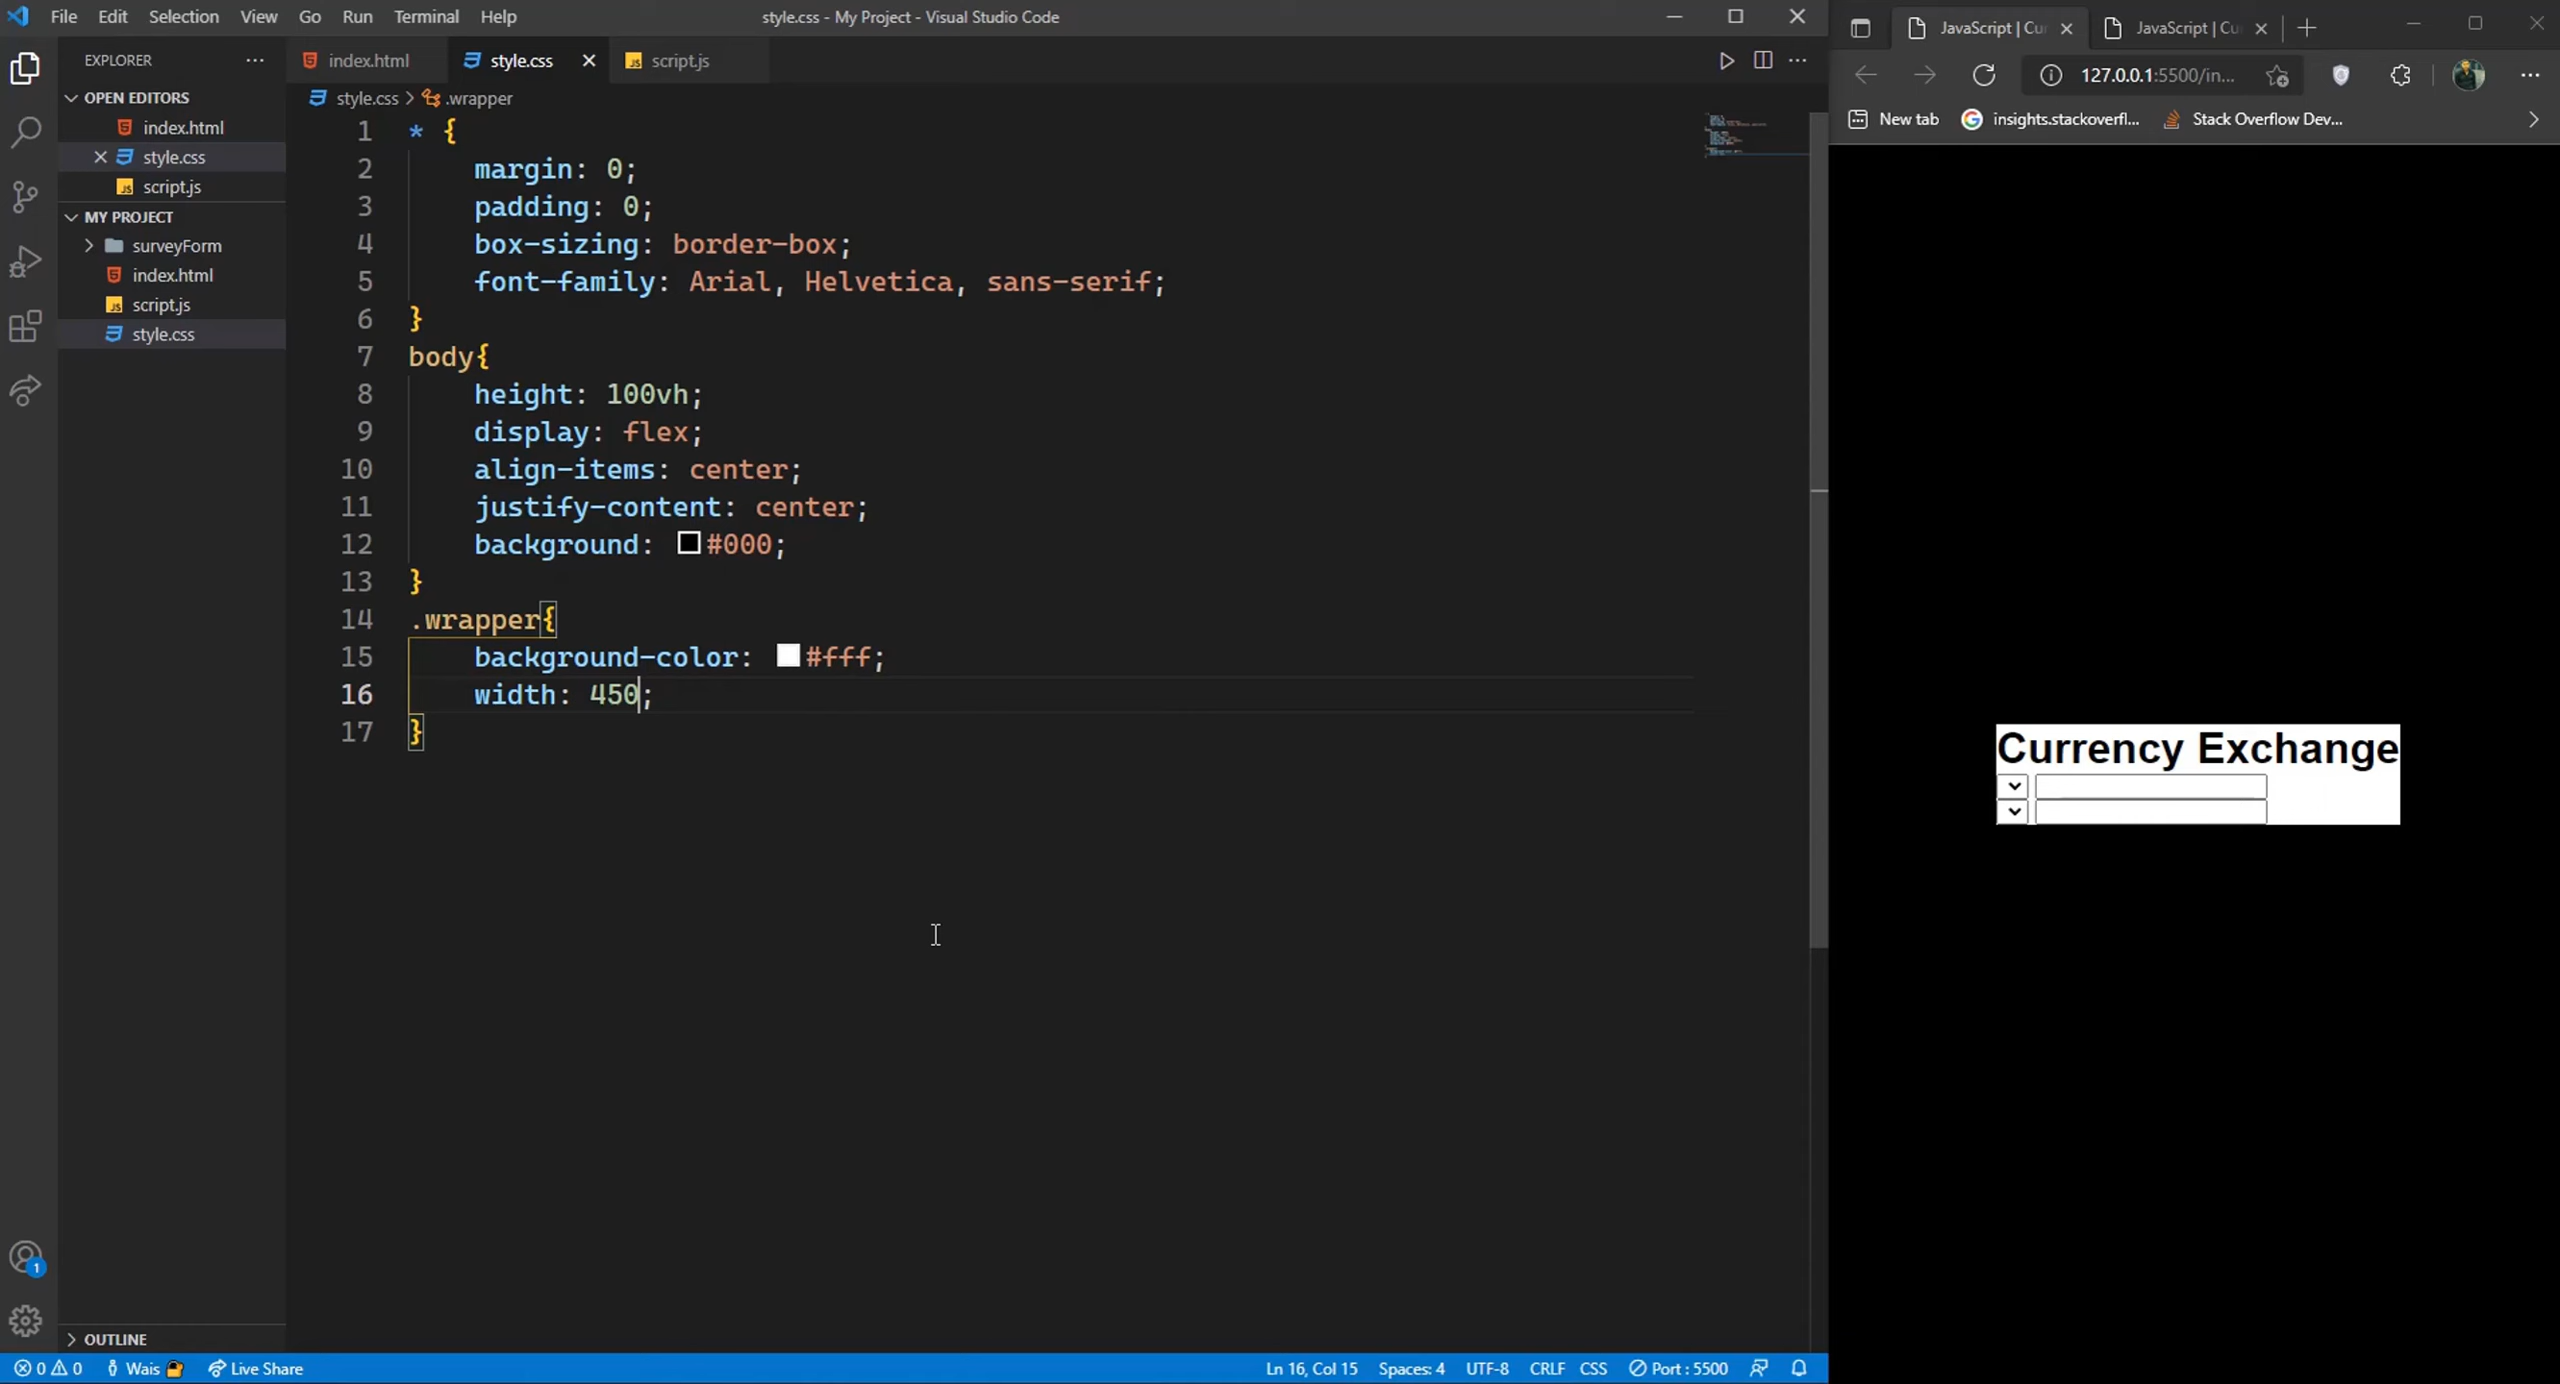 File Edit Selection View Go Run Terminal Help
style.css - My Project - Visual Studio Code
EXPLORER
OPEN EDITORS
index.html
style.css
script.js
MY PROJECT
surveyForm
index.html
script.js
style.css
OUTLINE
index.html style.css script.js
style.css > .wrapper
1 * {
2 margin: 0;
3 padding: 0;
4 box-sizing: border-box;
5 font-family: Arial, Helvetica, sans-serif;
6 }
7 body{
8 height: 100vh;
9 display: flex;
10 align-items: center;
11 justify-content: center;
12 background: #000;
13 }
14 .wrapper{
15 background-color: #fff;
16 width: 450;
17 }
1
0 0 Wais Live Share
Ln 16, Col 15 Spaces: 4 UTF-8 CRLF CSS Port : 5500
JavaScript | Cu JavaScript | Cu
127.0.0.1:5500/in...
New tab insights.stackoverfl... Stack Overflow Dev...
Currency Exchange